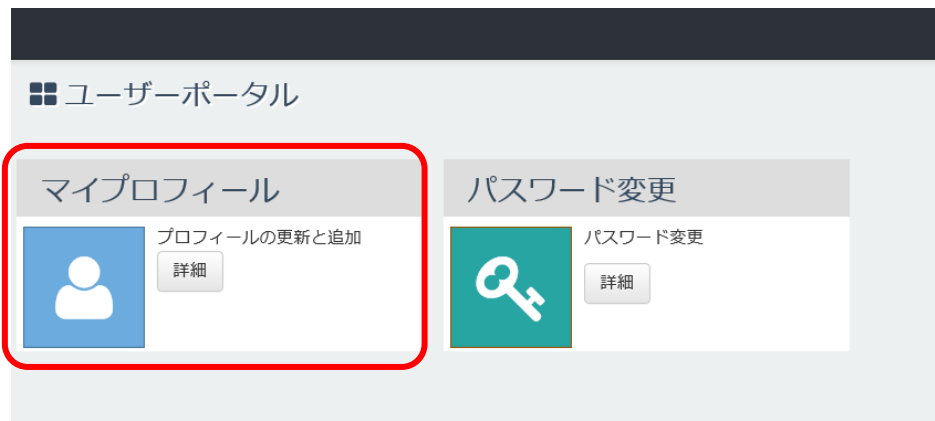 ユーザーポータル
マイプロフィール
プロフィールの更新と追加
詳細
パスワード変更
パスワード変更
詳細